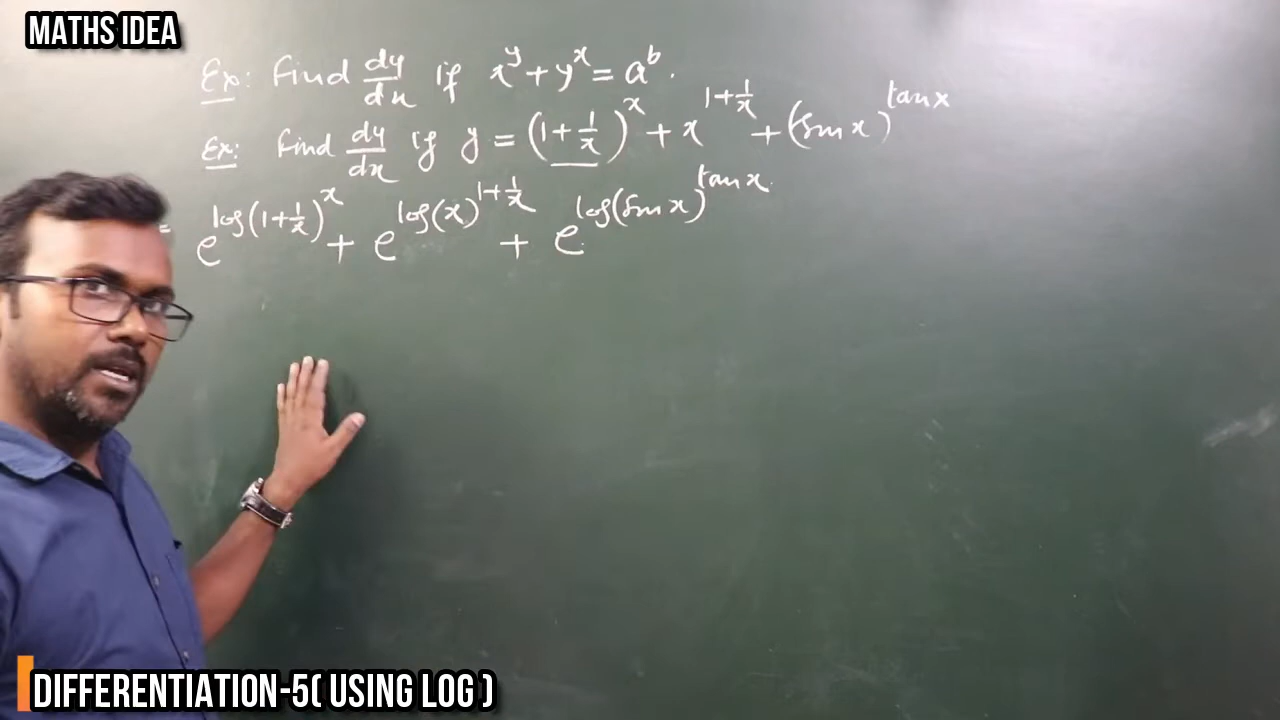 MATHS IDEA
Ex: Find dy/dx if x^y + y^x = a^b.
Ex: Find dy/dx if y = (1 + 1/x)^x + x^(1+1/x) + (sin x)^(tan x)
= e^(log(1+1/x)^x) + e^(log(x)^(1+1/x)) + e^(log(sin x)^(tan x))
DIFFERENTIATION-5( USING LOG )